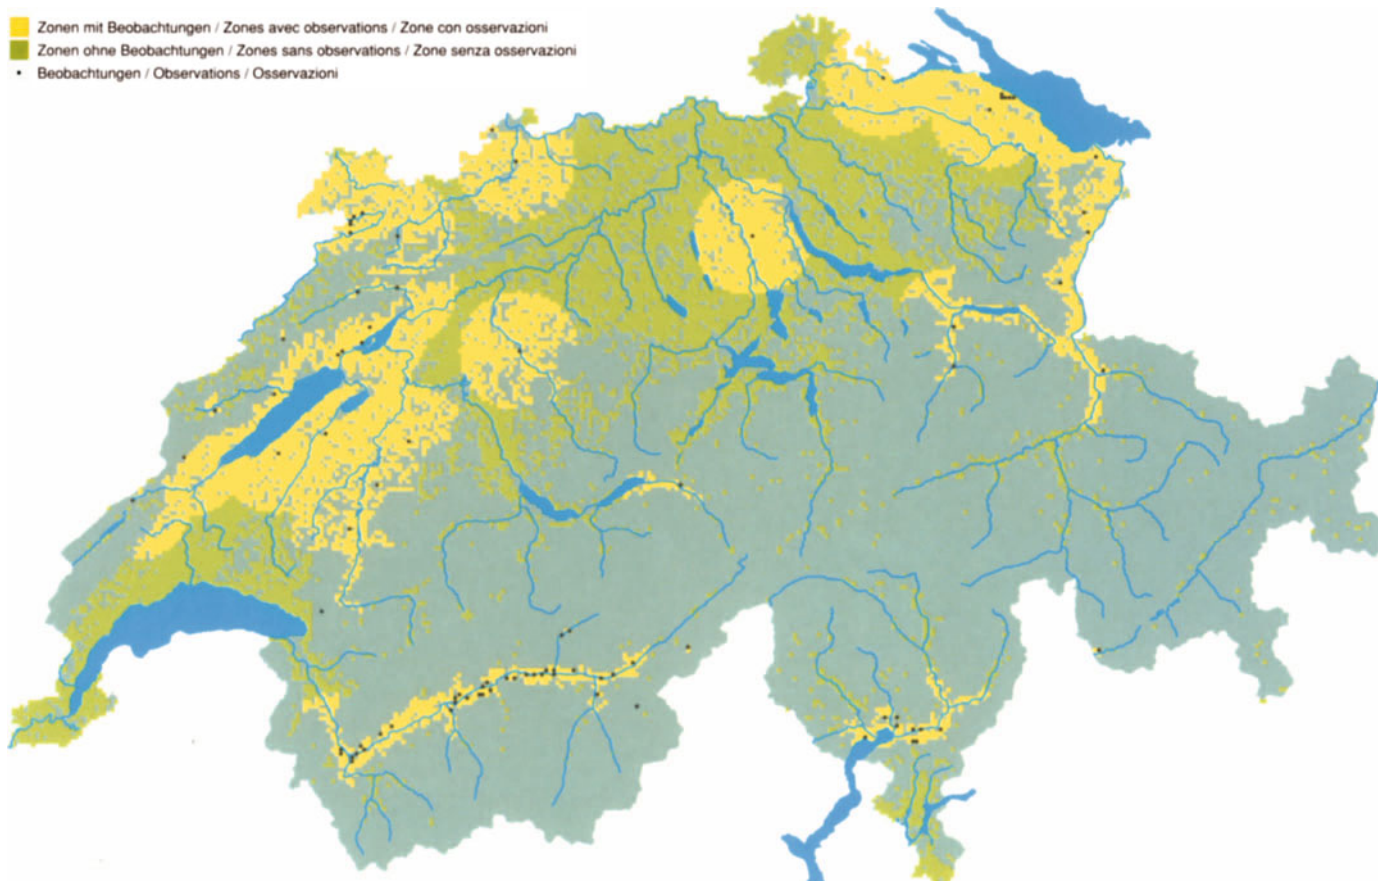 Zonen mit Beobachtungen / Zones avec observations / Zone con osservazioni
Zonen ohne Beobachtungen / Zones sans observations / Zone senza osservazioni
Beobachtungen / Observations / Osservazioni